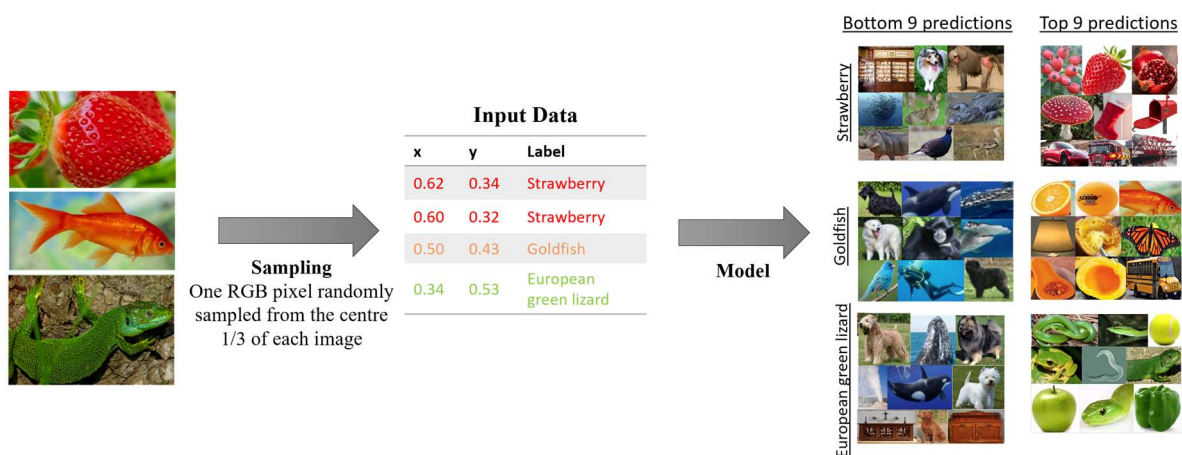 Bottom 9 predictions
Top 9 predictions
Strawberry
Goldfish
European green lizard
Input Data
x y Label
0.62 0.34 Strawberry
0.60 0.32 Strawberry
0.50 0.43 Goldfish
0.34 0.53 European
green lizard
Sampling
One RGB pixel randomly
sampled from the centre
1/3 of each image
Model